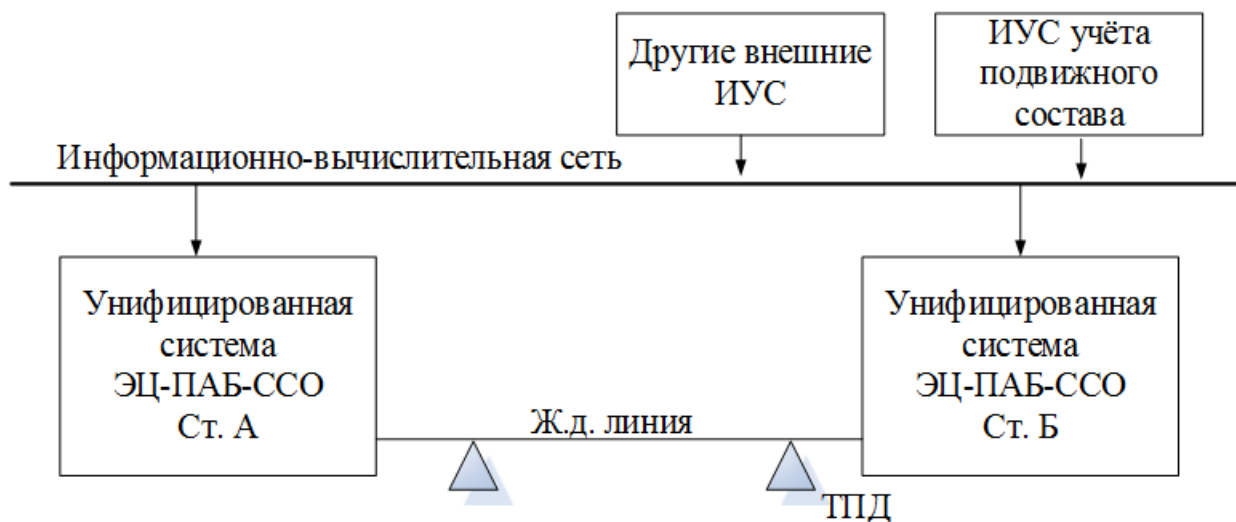 Другие внешние
ИУС
ИУС учёта
подвижного
состава
Информационно-вычислительная сеть
Унифицированная
система
ЭЦ-ПАБ-ССО
Ст. А
Ж.д. линия
Унифицированная
система
ЭЦ-ПАБ-ССО
Ст. Б
ТПД